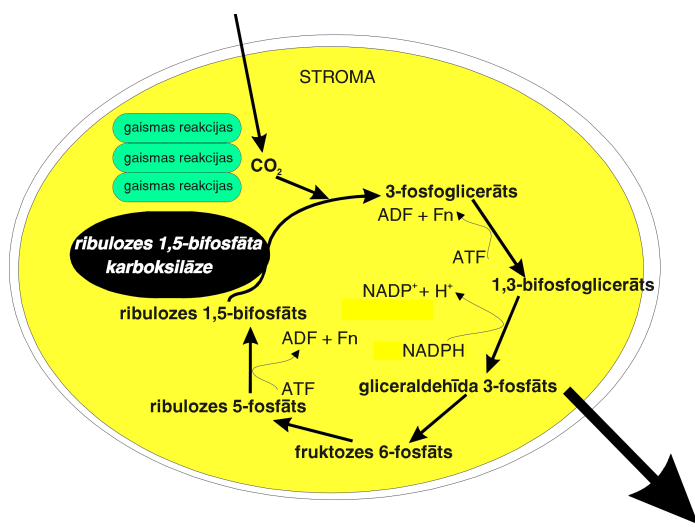 STROMA
gaismas reakcijas
gaismas reakcijas
gaismas reakcijas
CO₂
3-fosfoglicerāts
ADF + Fn
ATF
ribulozes 1,5-bifosfāta
karboksilāze
1,3-bifosfoglicerāts
NADP⁺+ H⁺
ribulozes 1,5-bifosfāts
ADF + Fn
NADPH
gliceraldehīda 3-fosfāts
ATF
ribulozes 5-fosfāts
fruktozes 6-fosfāts